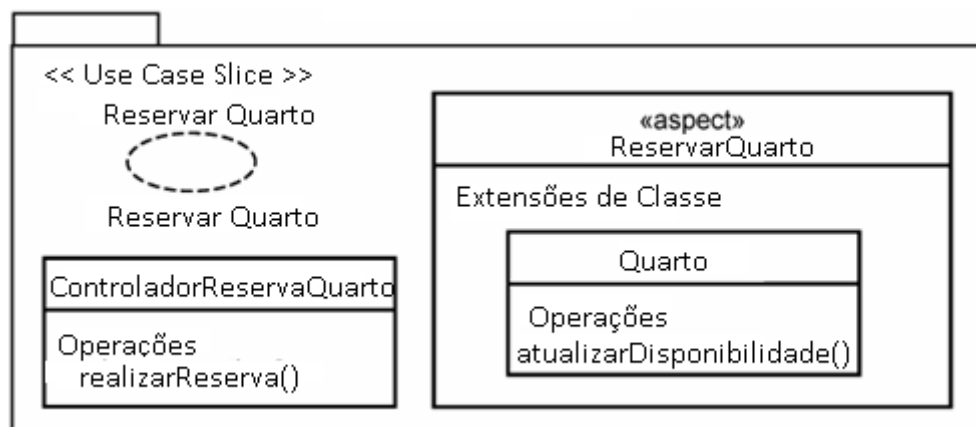 << Use Case Slice >>
Reservar Quarto
Reservar Quarto
ControladorReservaQuarto
Operações
realizarReserva()
«aspect»
ReservarQuarto
Extensões de Classe
Quarto
Operações
atualizarDisponibilidade()